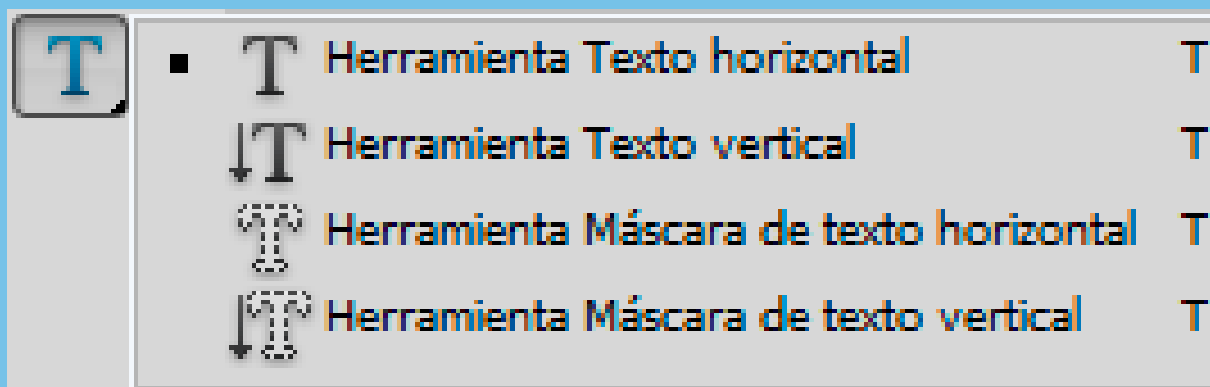 T Herramienta Texto horizontal T
T Herramienta Texto vertical T
T Herramienta Máscara de texto horizontal T
T Herramienta Máscara de texto vertical T